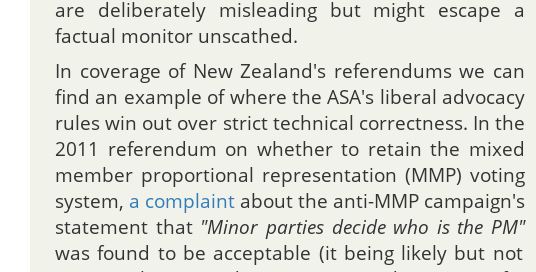 are deliberately misleading but might escape a
factual monitor unscathed.
In coverage of New Zealand's referendums we can
find an example of where the ASA's liberal advocacy
rules win out over strict technical correctness. In the
2011 referendum on whether to retain the mixed
member proportional representation (MMP) voting
system, a complaint about the anti-MMP campaign's
statement that "Minor parties decide who is the PM"
was found to be acceptable (it being likely but not